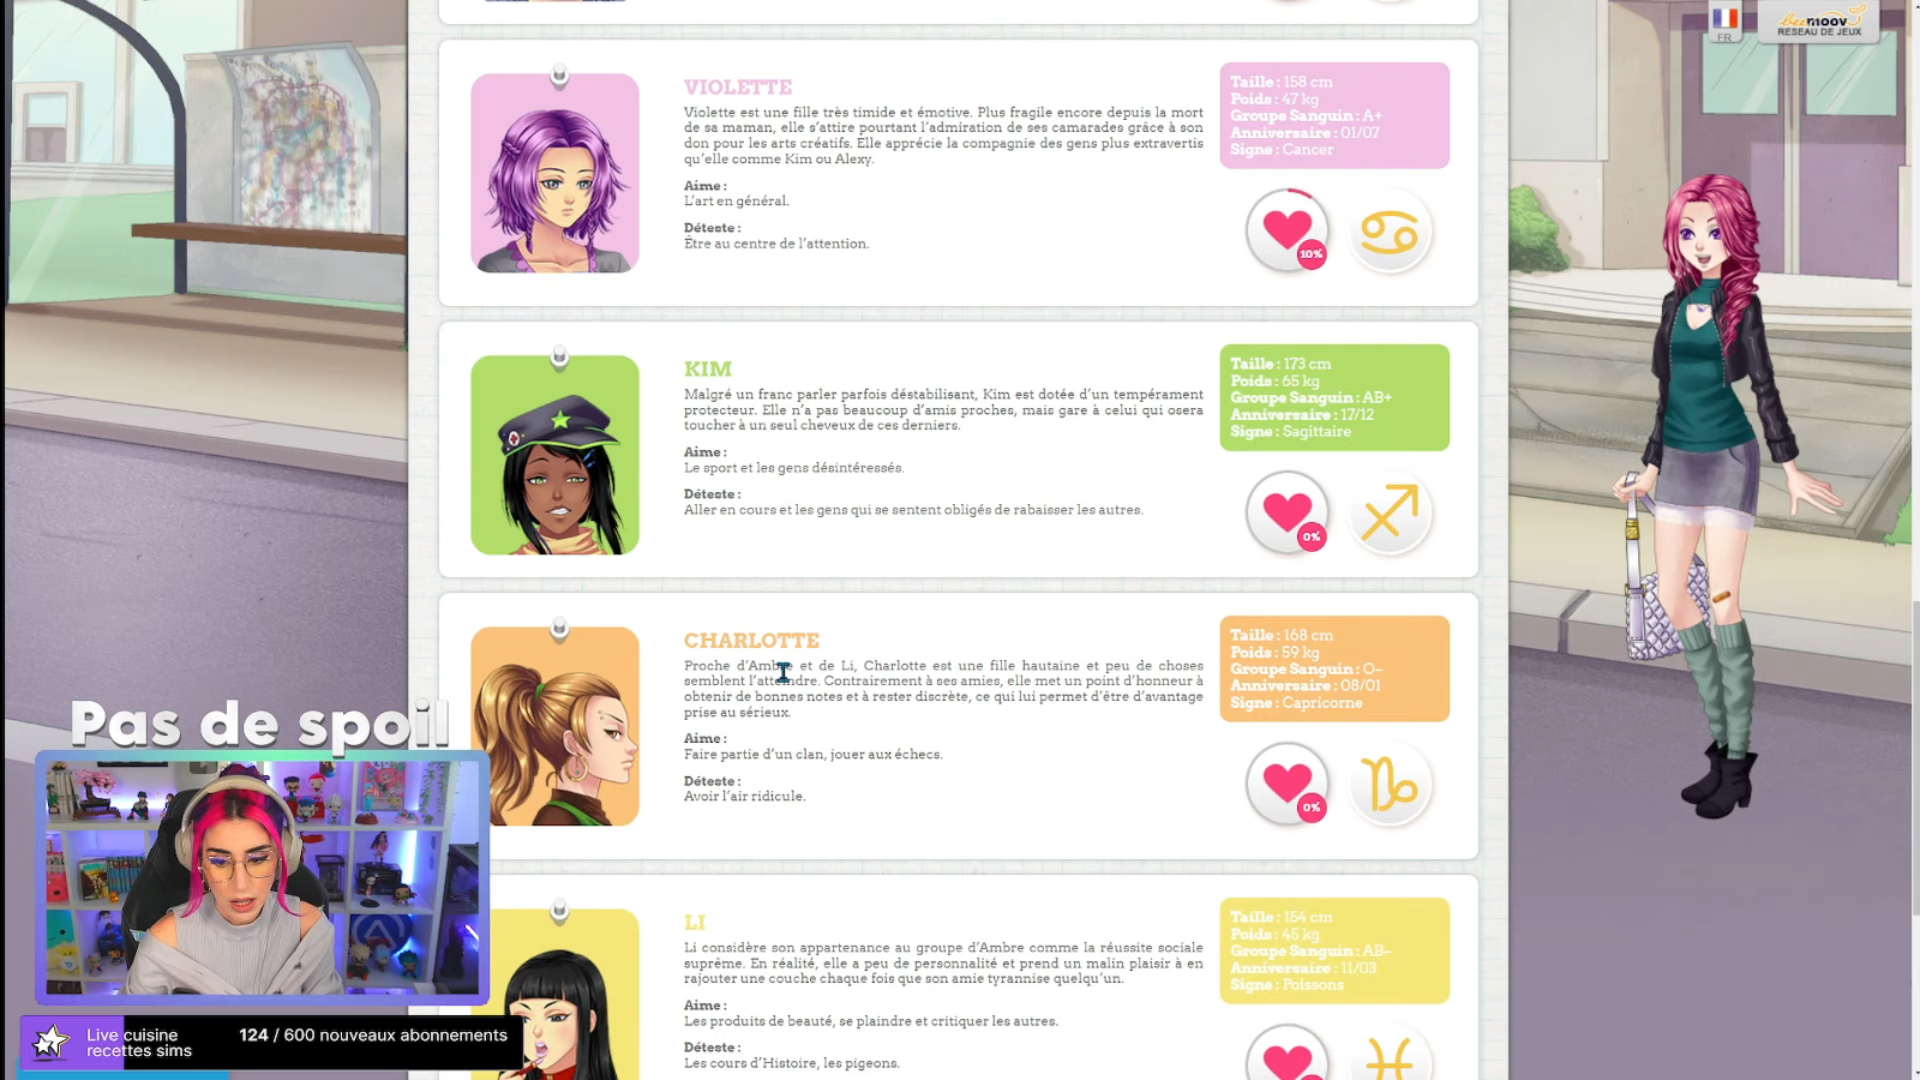 FR
beemoov
RESEAU DE JEUX
VIOLETTE
Violette est une fille très timide et émotive. Plus fragile encore depuis la mort
de sa maman, elle s'attire pourtant l'admiration de ses camarades grâce à son
don pour les arts créatifs. Elle apprécie la compagnie des gens plus extravertis
qu'elle comme Kim ou Alexy.
Aime :
L'art en général.
Déteste :
Être au centre de l'attention.
Taille : 158 cm
Poids : 47 kg
Groupe Sanguin : A+
Anniversaire : 01/07
Signe : Cancer
10%
KIM
Malgré un franc parler parfois déstabilisant, Kim est dotée d'un tempérament
protecteur. Elle n'a pas beaucoup d'amis proches, mais gare à celui qui osera
toucher à un seul cheveux de ces derniers.
Aime :
Le sport et les gens désintéressés.
Déteste :
Aller en cours et les gens qui se sentent obligés de rabaisser les autres.
Taille : 173 cm
Poids : 65 kg
Groupe Sanguin : AB+
Anniversaire : 17/12
Signe : Sagittaire
0%
CHARLOTTE
Proche d'Ambre et de Li, Charlotte est une fille hautaine et peu de choses
semblent l'atteindre. Contrairement à ses amies, elle met un point d'honneur à
obtenir de bonnes notes et à rester discrète, ce qui lui permet d'être d'avantage
prise au sérieux.
Aime :
Faire partie d'un clan, jouer aux échecs.
Déteste :
Avoir l'air ridicule.
Taille : 168 cm
Poids : 59 kg
Groupe Sanguin : O-
Anniversaire : 08/01
Signe : Capricorne
0%
LI
Li considère son appartenance au groupe d'Ambre comme la réussite sociale
suprême. En réalité, elle a peu de personnalité et prend un malin plaisir à en
rajouter une couche chaque fois que son amie tyrannise quelqu'un.
Aime :
Les produits de beauté, se plaindre et critiquer les autres.
Déteste :
Les cours d'Histoire, les pigeons.
Taille : 154 cm
Poids : 45 kg
Groupe Sanguin : AB-
Anniversaire : 11/03
Signe : Poissons
Pas de spoil
Live cuisine
recettes sims
124 / 600 nouveaux abonnements